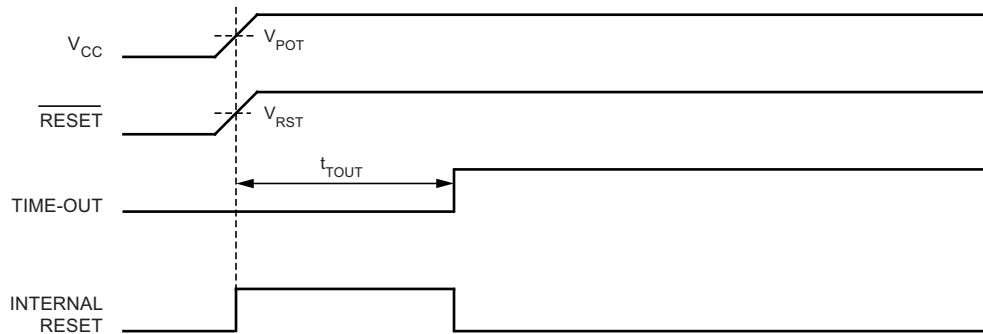 VCC
VPOT
RESET
VRST
tTOUT
TIME-OUT
INTERNAL
RESET